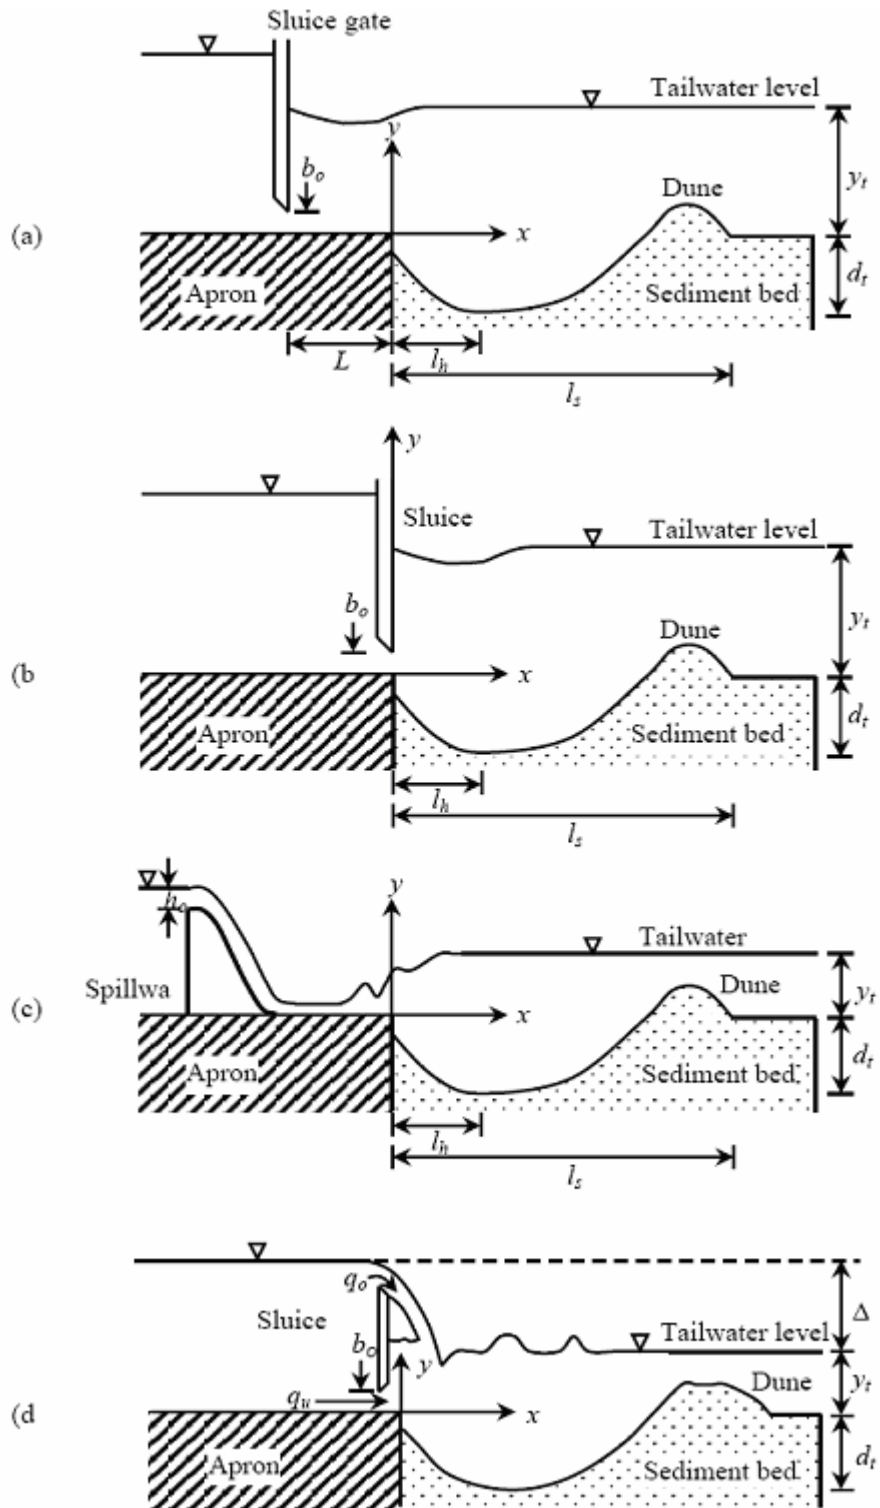 Sluice gate
Tailwater level
y
b_o
y_t
Dune
(a)
x
Apron
Sediment bed
d_t
L
l_h
l_s
y
Sluice
Tailwater level
b_o
y_t
Dune
(b
x
Apron
Sediment bed
d_t
l_h
l_s
h_o
y
Tailwater
Spillwa
Dune
y_t
(c)
x
Apron
Sediment bed
d_t
l_h
l_s
q_o
Δ
Sluice
Tailwater level
b_o
y
y_t
Dune
q_u
(d
x
Apron
Sediment bed
d_t